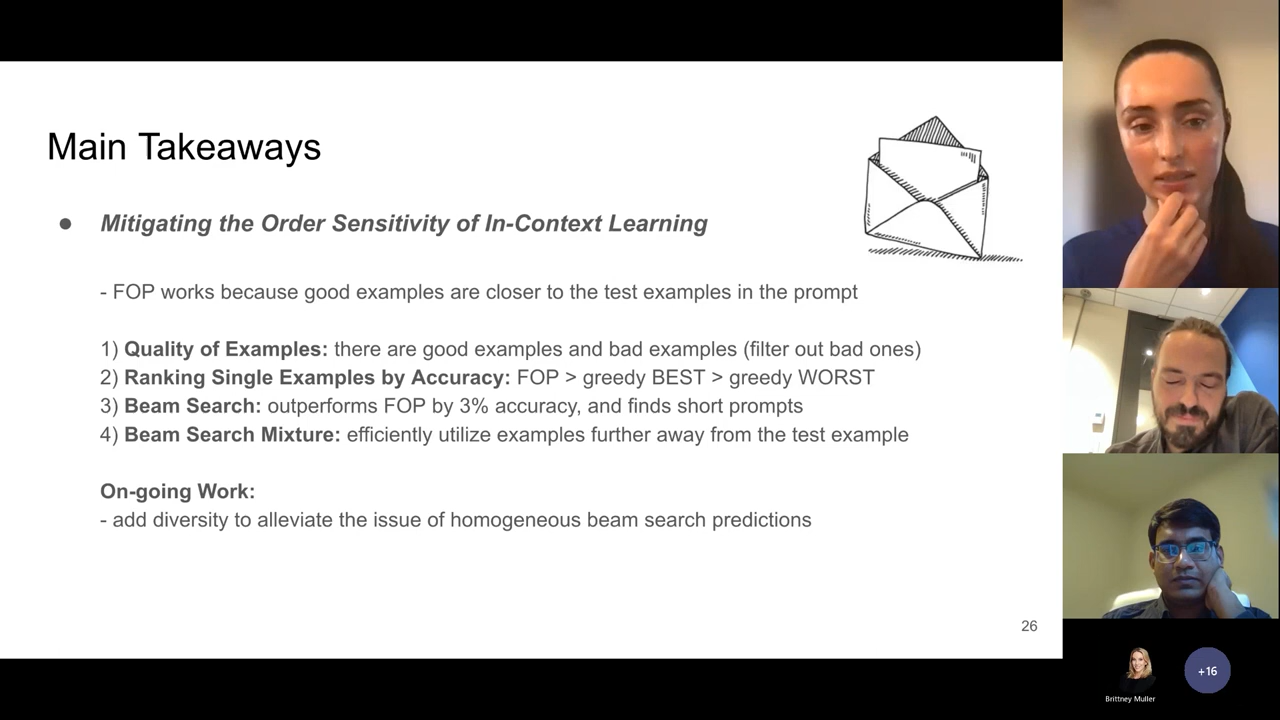 Main Takeaways
● Mitigating the Order Sensitivity of In-Context Learning
- FOP works because good examples are closer to the test examples in the prompt
1) Quality of Examples: there are good examples and bad examples (filter out bad ones)
2) Ranking Single Examples by Accuracy: FOP > greedy BEST > greedy WORST
3) Beam Search: outperforms FOP by 3% accuracy, and finds short prompts
4) Beam Search Mixture: efficiently utilize examples further away from the test example
On-going Work:
- add diversity to alleviate the issue of homogeneous beam search predictions
26
Brittney Muller
+16